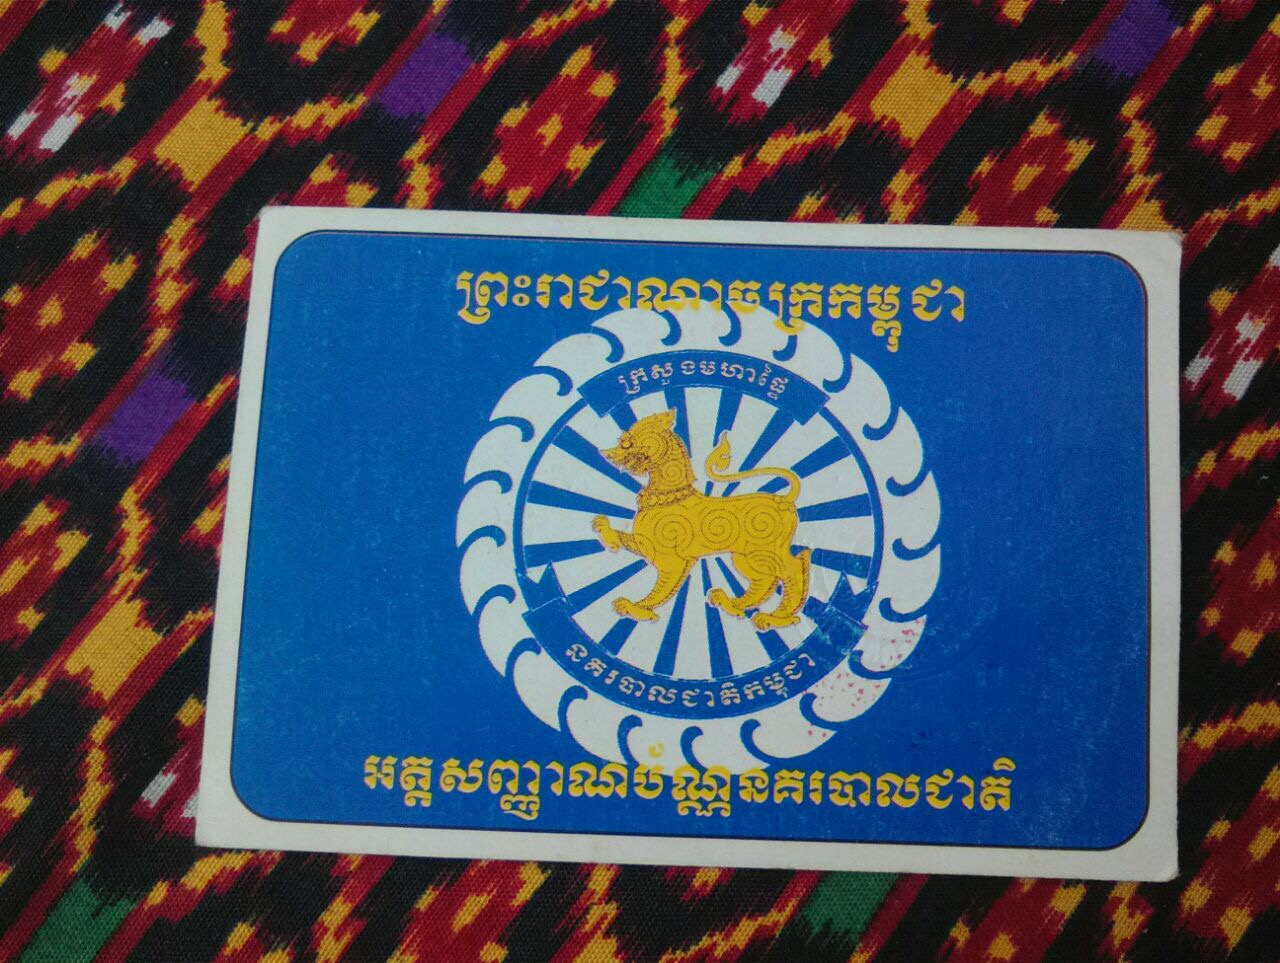 ព្រះរាជាណាចក្រកម្ពុជា
ក្រសួងមហាផ្ទៃ
នគរបាលជាតិកម្ពុជា
អត្តសញ្ញាណប័ណ្ណនគរបាលជាតិ